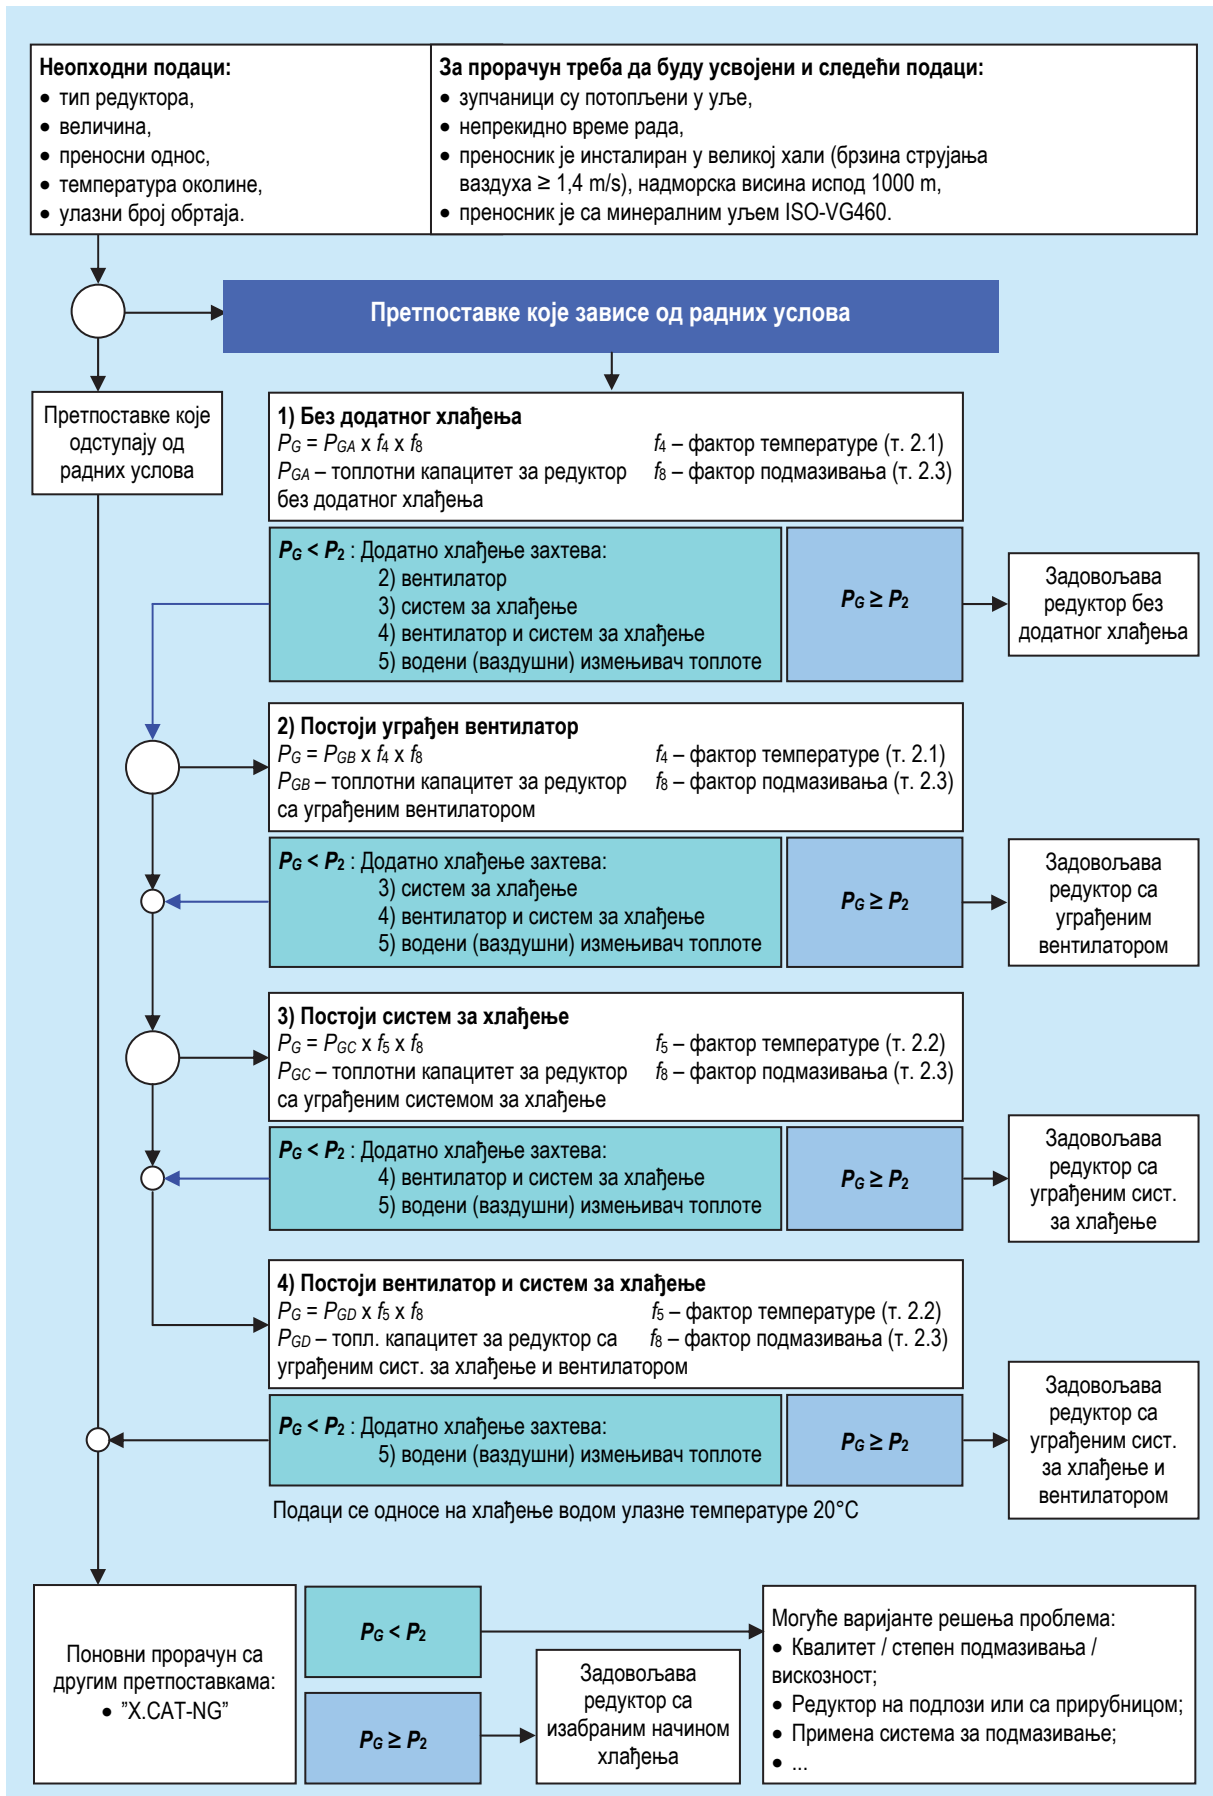 Неопходни подаци:
• тип редуктора,
• величина,
• преносни однос,
• температура околине,
• улазни број обртаја.
За прорачун треба да буду усвојени и следећи подаци:
• зупчаници су потопљени у уље,
• непрекидно време рада,
• преносник је инсталиран у великој хали (брзина струјања
ваздуха ≥ 1,4 m/s), надморска висина испод 1000 m,
• преносник је са минералним уљем ISO-VG460.
Претпоставке које зависе од радних услова
Претпоставке које
одступају од
радних услова
1) Без додатног хлађења
PG = PGA x f4 x f8
f4 – фактор температуре (т. 2.1)
PGA – топлотни капацитет за редуктор
f8 – фактор подмазивања (т. 2.3)
без додатног хлађења
PG < P2 : Додатно хлађење захтева:
2) вентилатор
3) систем за хлађење
4) вентилатор и систем за хлађење
5) водени (ваздушни) измењивач топлоте
PG ≥ P2
Задовољава
редуктор без
додатног хлађења
2) Постоји уграђен вентилатор
PG = PGB x f4 x f8
f4 – фактор температуре (т. 2.1)
PGB – топлотни капацитет за редуктор
f8 – фактор подмазивања (т. 2.3)
са уграђеним вентилатором
PG < P2 : Додатно хлађење захтева:
3) систем за хлађење
4) вентилатор и систем за хлађење
5) водени (ваздушни) измењивач топлоте
PG ≥ P2
Задовољава
редуктор са
уграђеним
вентилатором
3) Постоји систем за хлађење
PG = PGC x f5 x f8
f5 – фактор температуре (т. 2.2)
PGC – топлотни капацитет за редуктор
f8 – фактор подмазивања (т. 2.3)
са уграђеним системом за хлађење
PG < P2 : Додатно хлађење захтева:
4) вентилатор и систем за хлађење
5) водени (ваздушни) измењивач топлоте
PG ≥ P2
Задовољава
редуктор са
уграђеним сист.
за хлађење
4) Постоји вентилатор и систем за хлађење
PG = PGD x f5 x f8
f5 – фактор температуре (т. 2.2)
PGD – топл. капацитет за редуктор са
f8 – фактор подмазивања (т. 2.3)
уграђеним сист. за хлађење и вентилатором
PG < P2 : Додатно хлађење захтева:
5) водени (ваздушни) измењивач топлоте
PG ≥ P2
Задовољава
редуктор са
уграђеним сист.
за хлађење и
вентилатором
Подаци се односе на хлађење водом улазне температуре 20°C
Поновни прорачун са
другим претпоставкама:
• ”X.CAT-NG”
PG < P2
PG ≥ P2
Задовољава
редуктор са
изабраним начином
хлађења
Могуће варијанте решења проблема:
• Квалитет / степен подмазивања /
вискозност;
• Редуктор на подлози или са прирубницом;
• Примена система за подмазивање;
• ...